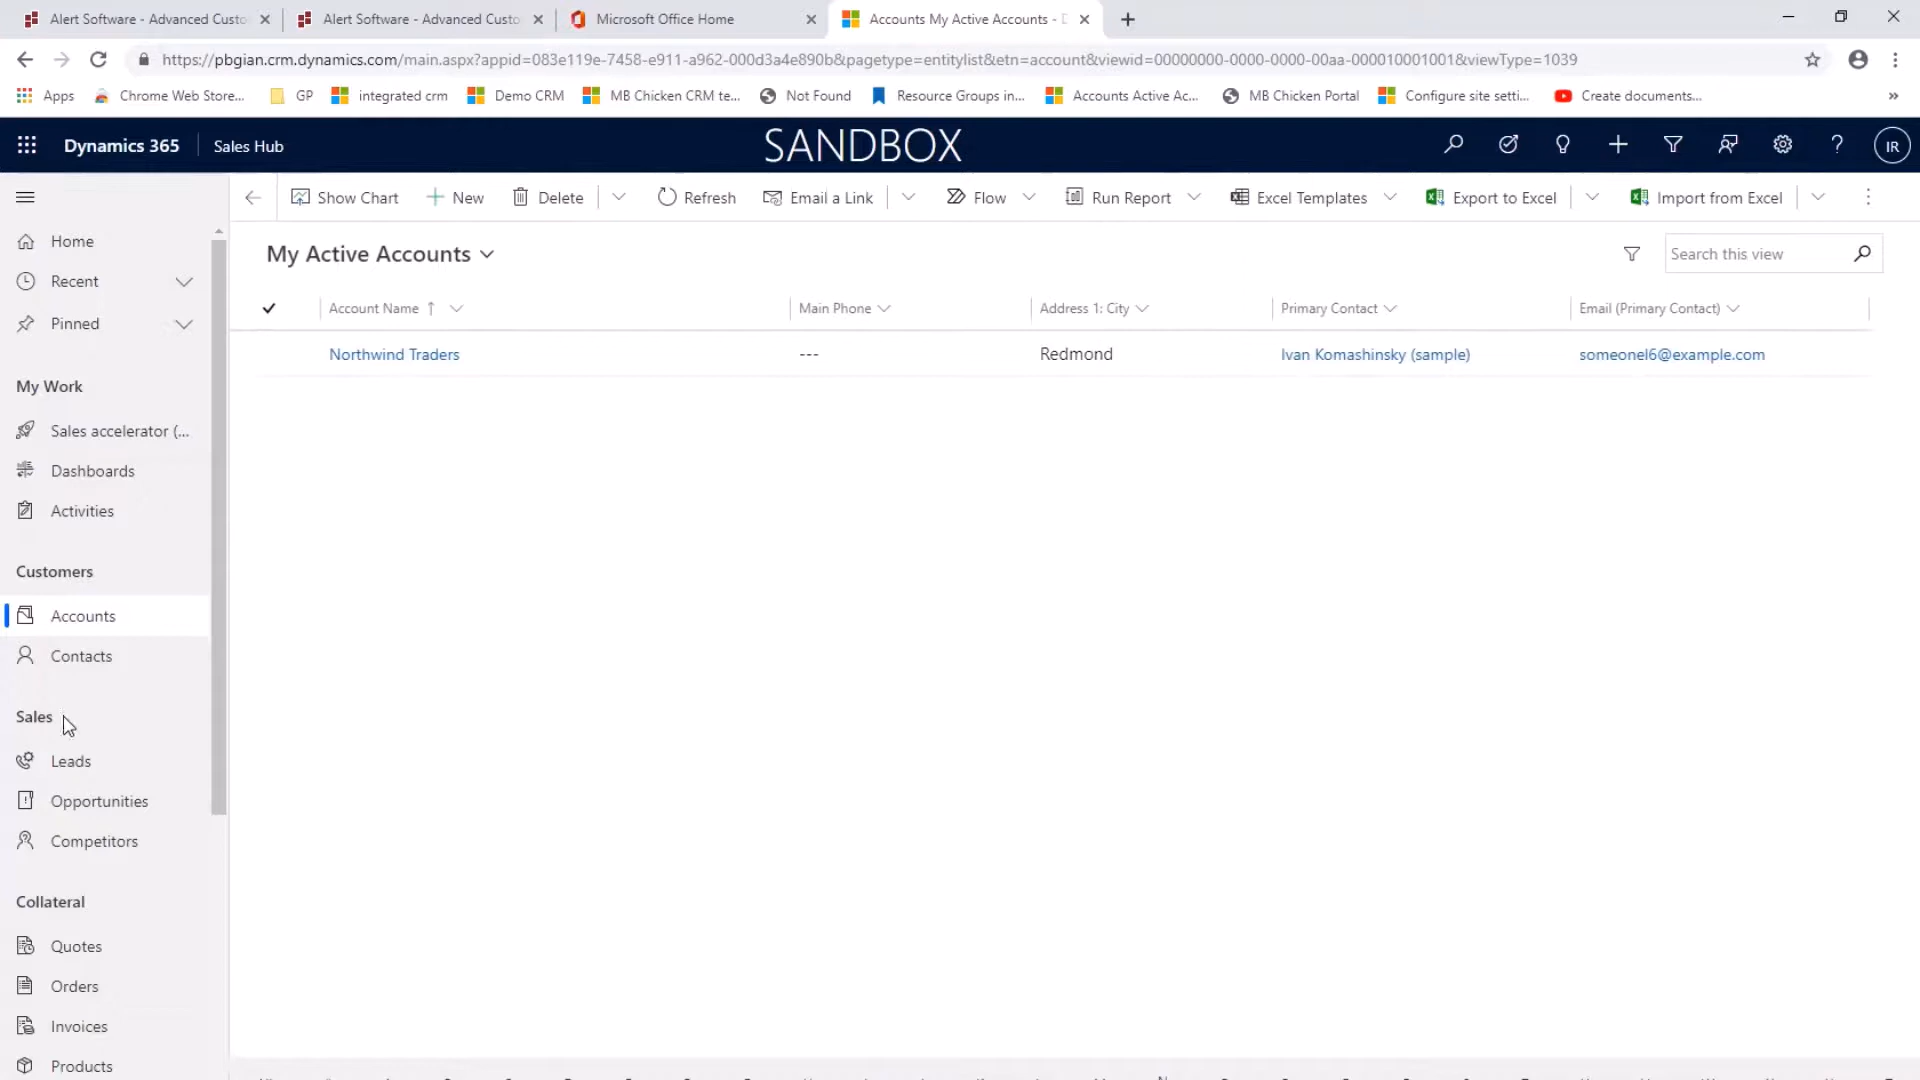 Alert Software - Advanced Custo
Alert Software - Advanced Custo
Microsoft Office Home
Accounts My Active Accounts - D
https://pbgian.crm.dynamics.com/main.aspx?appid=083e119e-7458-e911-a962-000d3a4e890b&pagetype=entitylist&etn=account&viewid=00000000-0000-0000-00aa-000010001001&viewType=1039
Apps
Chrome Web Store...
GP
integrated crm
Demo CRM
MB Chicken CRM te...
Not Found
Resource Groups in...
Accounts Active Ac...
MB Chicken Portal
Configure site setti...
Create documents...
»
Dynamics 365
Sales Hub
SANDBOX
IR
Show Chart
New
Delete
Refresh
Email a Link
Flow
Run Report
Excel Templates
Export to Excel
Import from Excel
Home
Recent
Pinned
My Work
Sales accelerator (...
Dashboards
Activities
Customers
Accounts
Contacts
Sales
Leads
Opportunities
Competitors
Collateral
Quotes
Orders
Invoices
Products
My Active Accounts
Search this view
Account Name ↑
Main Phone
Address 1: City
Primary Contact
Email (Primary Contact)
Northwind Traders
---
Redmond
Ivan Komashinsky (sample)
someonel6@example.com